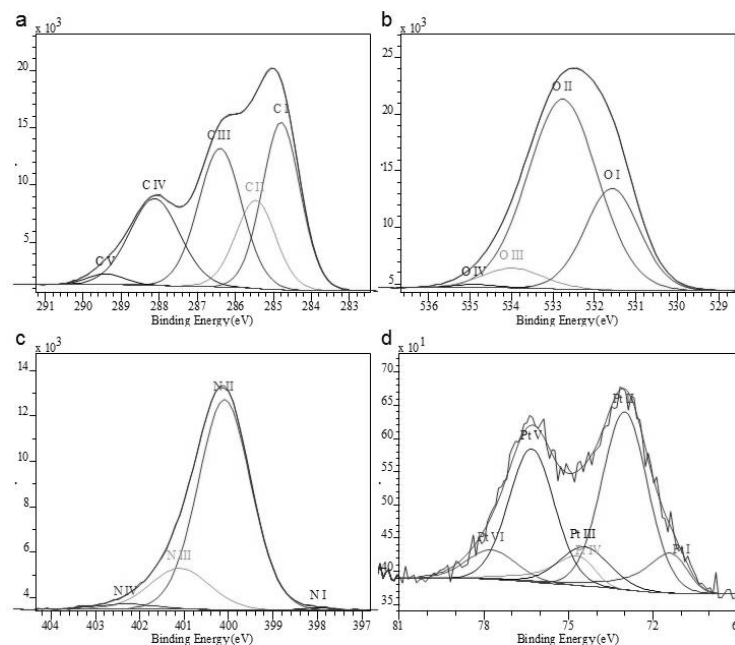 a
x 10³
20
15
10
5
C V
C IV
C III
C II
C I
291 290 289 288 287 286 285 284 283
Binding Energy (eV)
b
x 10³
25
20
15
10
5
O IV
O III
O II
O I
536 534 533 532 531 530 529
Binding Energy (eV)
c
x 10³
14
12
10
8
6
4
N IV
N III
N II
N I
404 403 402 401 400 399 398 397
Binding Energy (eV)
d
x 10¹
70
65
60
55
50
45
40
35
Pt VI
Pt V
Pt III
Pt IV
Pt II
Pt I
81 78 75 72
Binding Energy (eV)